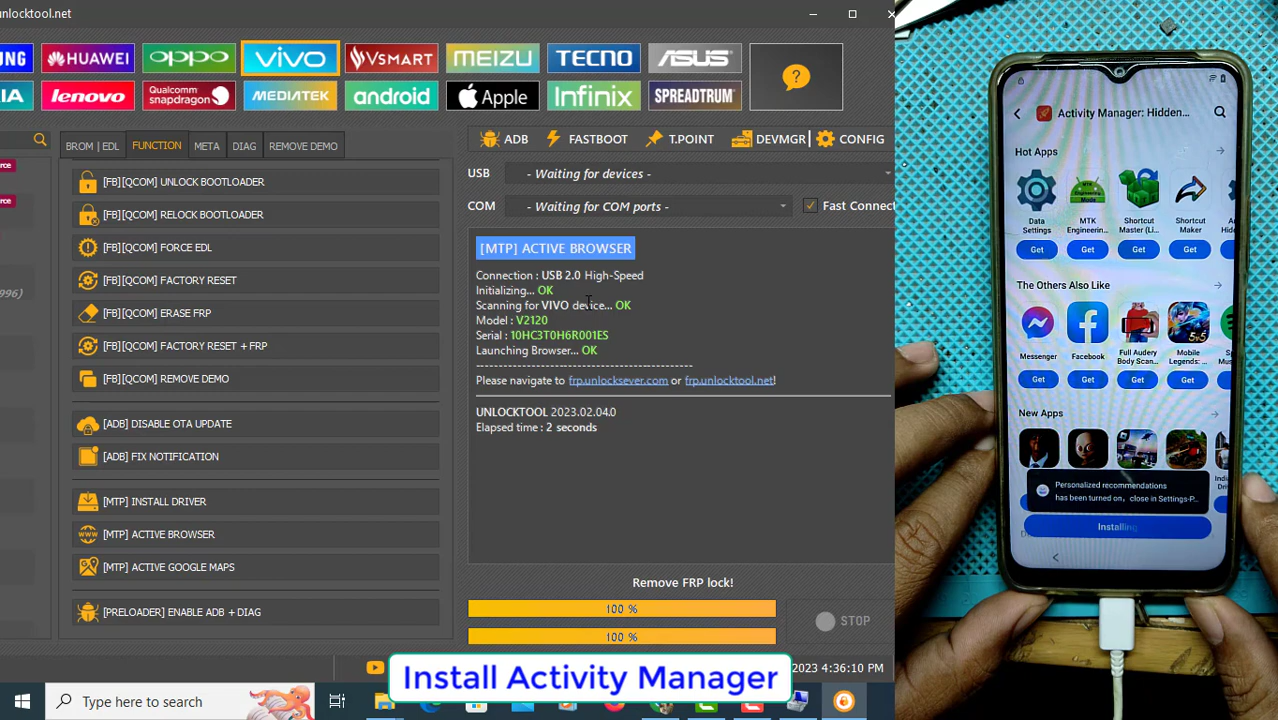 unlocktool.net
NG HUAWEI oppo VIVO VSMART MEIZU TECNO ASUS
IA lenovo Qualcomm snapdragon MEDIATEK android Apple Infinix SPREADTRUM ?
BROM | EDL FUNCTION META DIAG REMOVE DEMO
ADB FASTBOOT T.POINT DEVMGR CONFIG
rce
rce
996)
[FB][QCOM] UNLOCK BOOTLOADER
[FB][QCOM] RELOCK BOOTLOADER
[FB][QCOM] FORCE EDL
[FB][QCOM] FACTORY RESET
[FB][QCOM] ERASE FRP
[FB][QCOM] FACTORY RESET + FRP
[FB][QCOM] REMOVE DEMO
[ADB] DISABLE OTA UPDATE
[ADB] FIX NOTIFICATION
[MTP] INSTALL DRIVER
www [MTP] ACTIVE BROWSER
[MTP] ACTIVE GOOGLE MAPS
[PRELOADER] ENABLE ADB + DIAG
USB - Waiting for devices -
COM - Waiting for COM ports - Fast Connect
[MTP] ACTIVE BROWSER
Connection : USB 2.0 High-Speed
Initializing... OK
Scanning for VIVO device... OK
Model : V2120
Serial : 10HC3T0H6R001ES
Launching Browser... OK
--------------------------------------------
Please navigate to frp.unlocksever.com or frp.unlocktool.net!
UNLOCKTOOL 2023.02.04.0
Elapsed time : 2 seconds
Remove FRP lock!
100 %
100 %
STOP
2023 4:36:10 PM
Type here to search
Install Activity Manager
Activity Manager: Hidden...
Hot Apps
Data Settings
MTK Engineerin...
Shortcut Master (Li...
Shortcut Maker
Get Get Get Get
The Others Also Like
Messenger
Facebook
Full Audery Body Scan...
Mobile Legends: ...
Get Get Get Get
New Apps
Personalized recommendations
has been turned on, close in Settings-P...
Installing